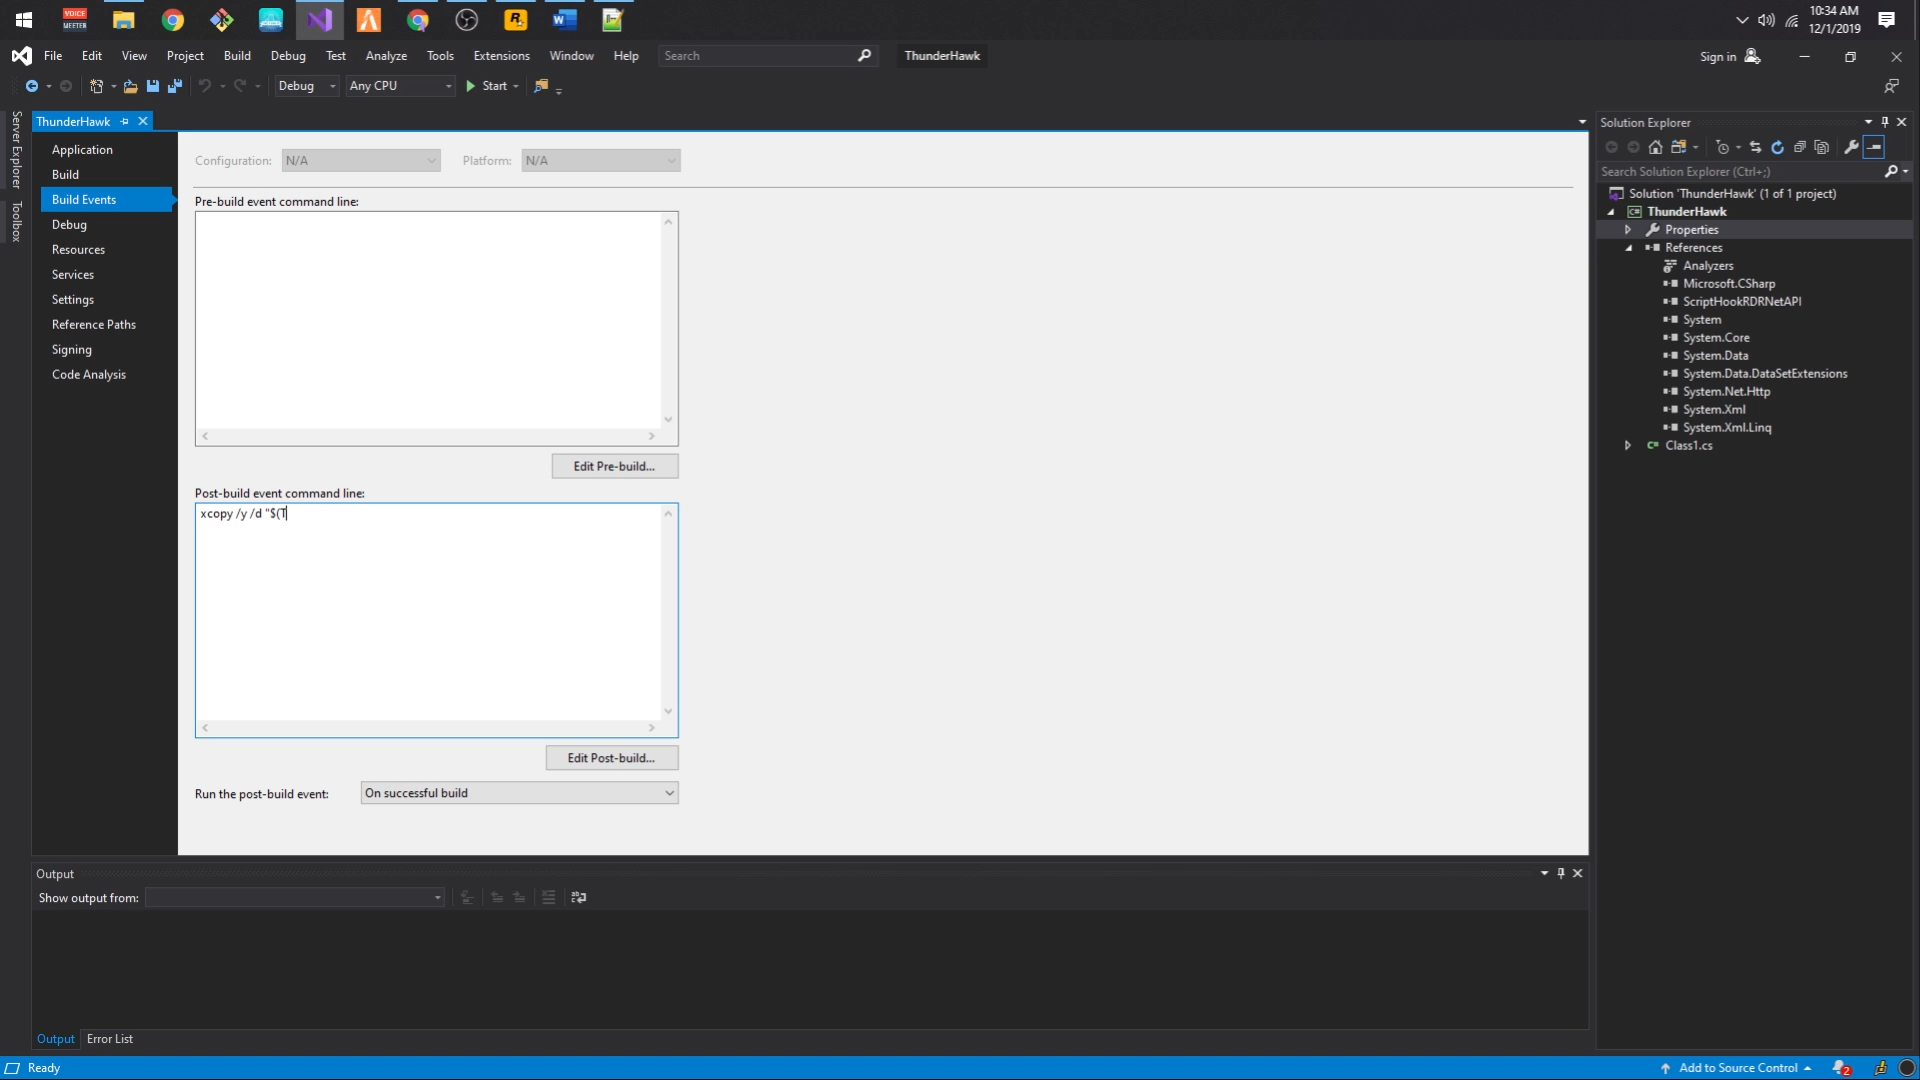 VOICE
MEETER
R*
W
10:34 AM
12/1/2019
File Edit View Project Build Debug Test Analyze Tools Extensions Window Help Search ThunderHawk Sign in
Debug Any CPU Start
Server Explorer
Toolbox
ThunderHawk
Application
Build
Build Events
Debug
Resources
Services
Settings
Reference Paths
Signing
Code Analysis
Configuration: N/A Platform: N/A
Pre-build event command line:
Edit Pre-build...
Post-build event command line:
xcopy /y /d "$(T
Edit Post-build...
Run the post-build event: On successful build
Solution Explorer
Search Solution Explorer (Ctrl+;)
Solution 'ThunderHawk' (1 of 1 project)
C# ThunderHawk
Properties
References
Analyzers
Microsoft.CSharp
ScriptHookRDRNetAPI
System
System.Core
System.Data
System.Data.DataSetExtensions
System.Net.Http
System.Xml
System.Xml.Linq
C# Class1.cs
Output
Show output from:
Output Error List
Ready
Add to Source Control 2